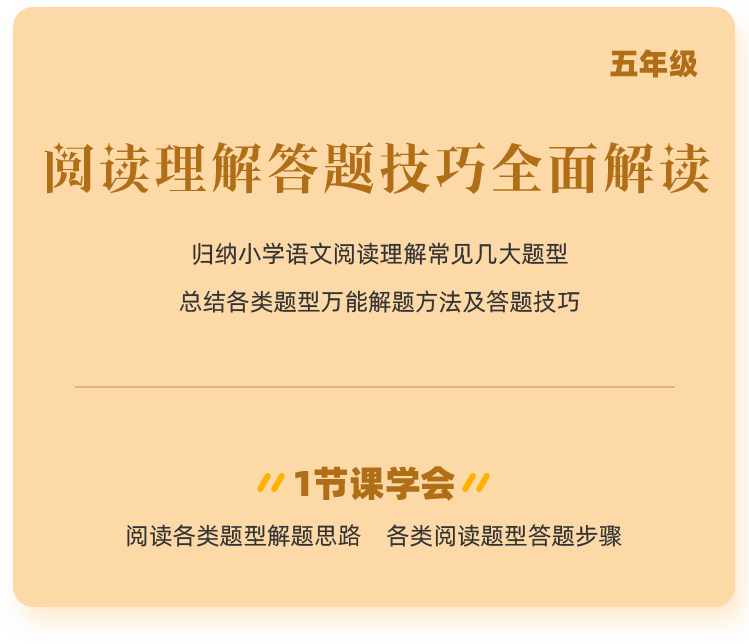 五年级
阅读理解答题技巧全面解读
归纳小学语文阅读理解常见几大题型
总结各类题型万能解题方法及答题技巧
1节课学会
阅读各类题型解题思路 各类阅读题型答题步骤